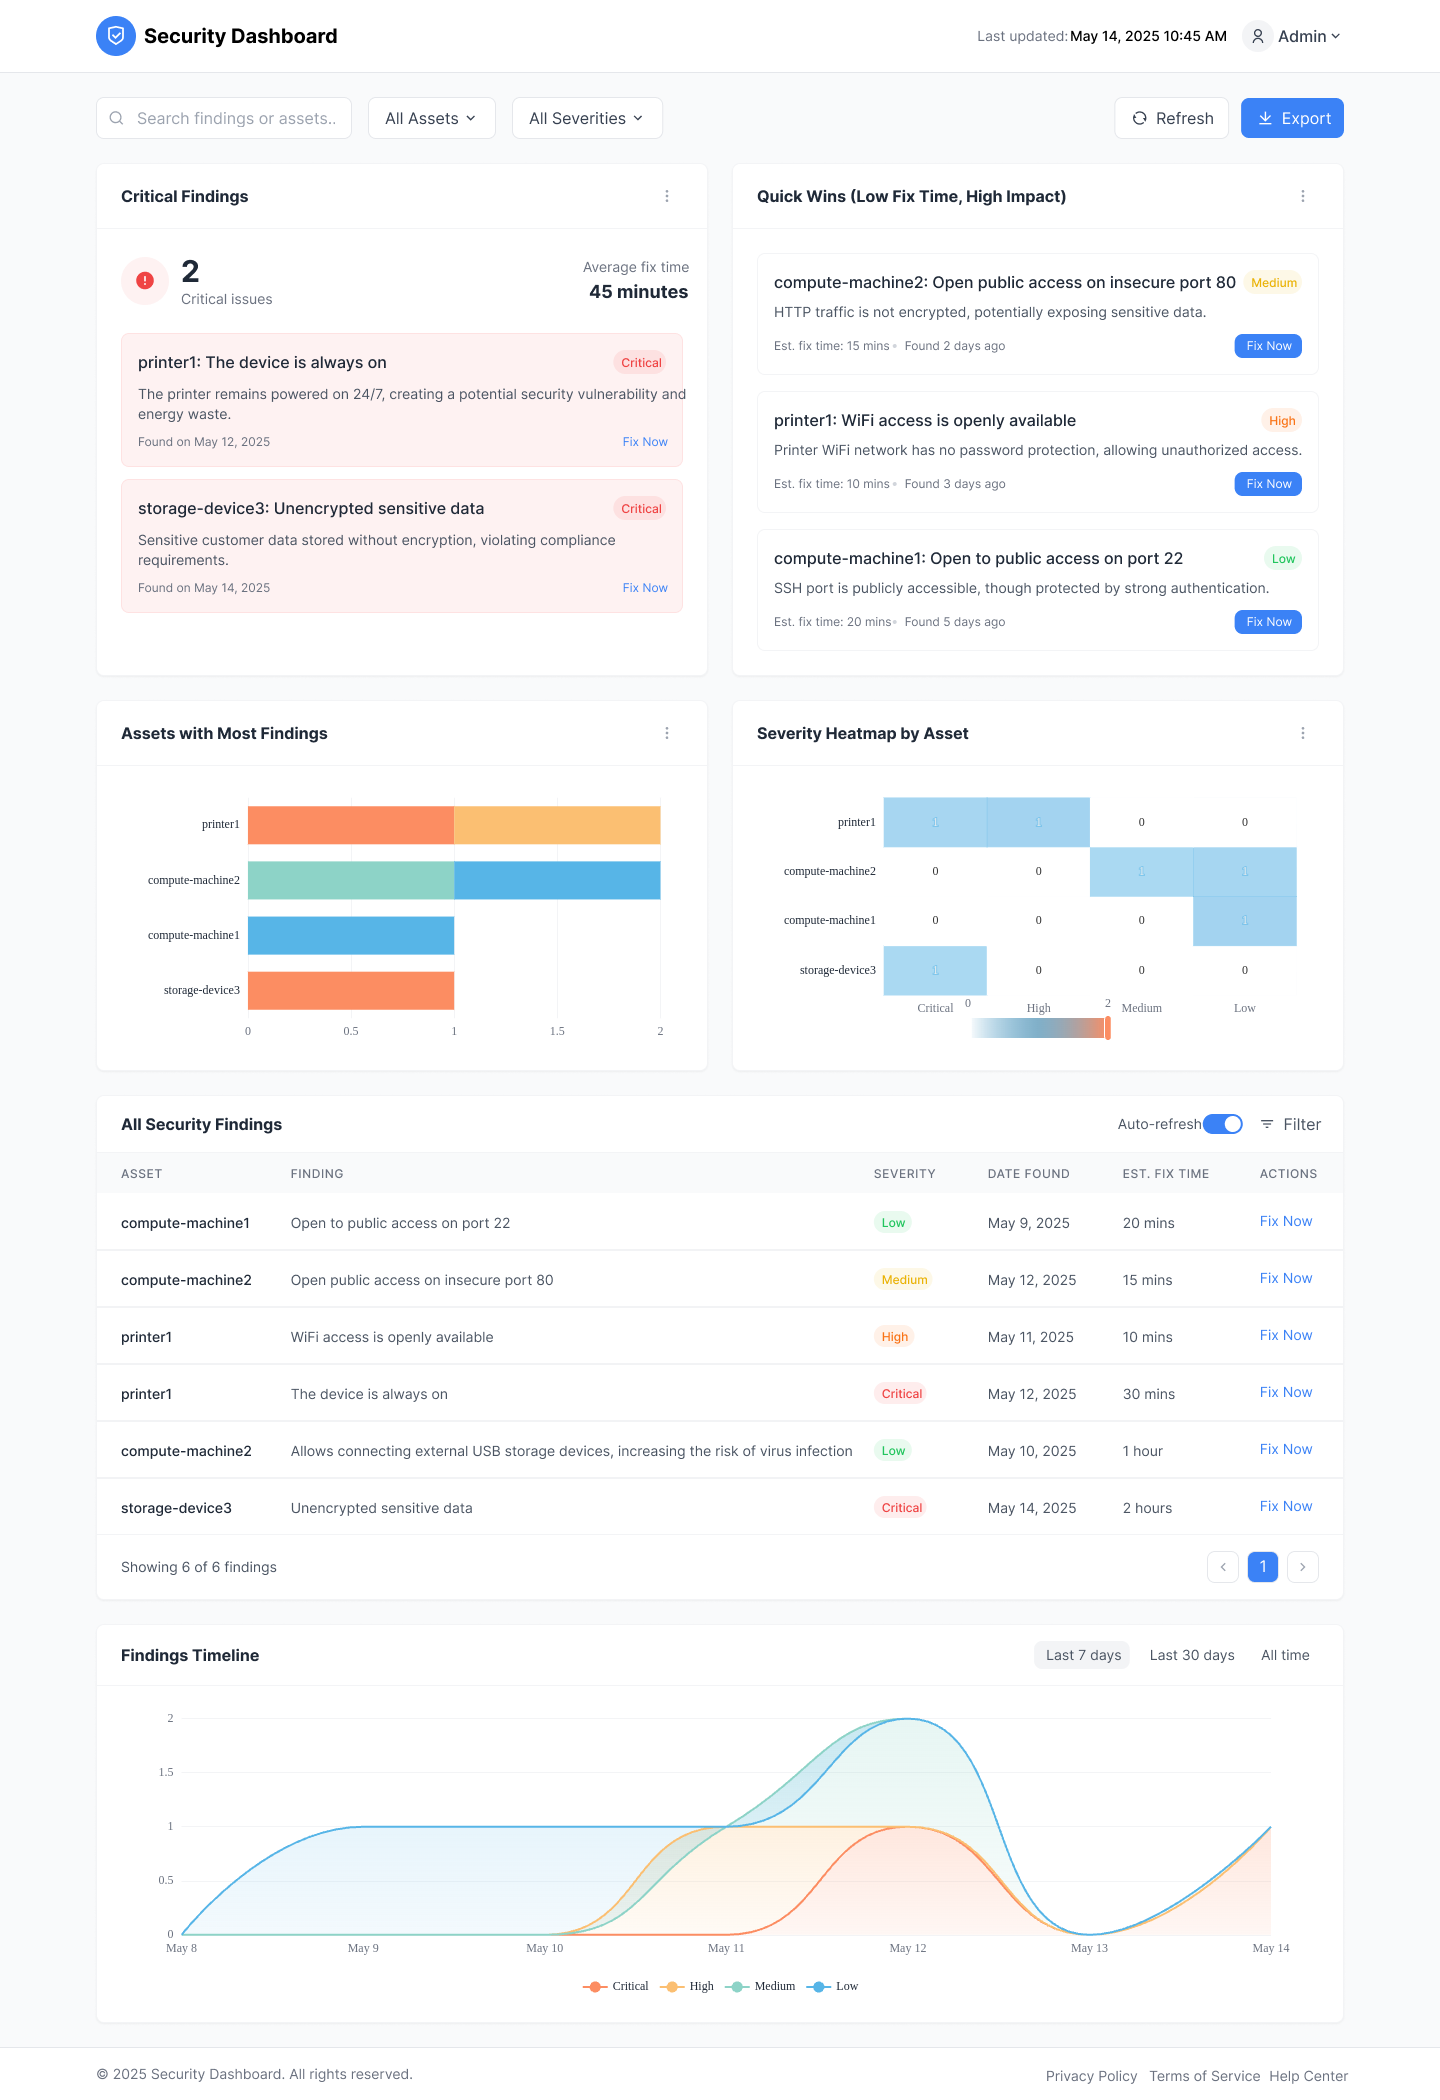 Security Dashboard
Last updated: May 14, 2025 10:45 AM
Admin
Search findings or assets..
All Assets
All Severities
Refresh
Export
Critical Findings
2
Critical issues
Average fix time
45 minutes
printer1: The device is always on
Critical
The printer remains powered on 24/7, creating a potential security vulnerability and
energy waste.
Found on May 12, 2025
Fix Now
storage-device3: Unencrypted sensitive data
Critical
Sensitive customer data stored without encryption, violating compliance
requirements.
Found on May 14, 2025
Fix Now
Quick Wins (Low Fix Time, High Impact)
compute-machine2: Open public access on insecure port 80
Medium
HTTP traffic is not encrypted, potentially exposing sensitive data.
Est. fix time: 15 mins • Found 2 days ago
Fix Now
printer1: WiFi access is openly available
High
Printer WiFi network has no password protection, allowing unauthorized access.
Est. fix time: 10 mins • Found 3 days ago
Fix Now
compute-machine1: Open to public access on port 22
Low
SSH port is publicly accessible, though protected by strong authentication.
Est. fix time: 20 mins • Found 5 days ago
Fix Now
Assets with Most Findings
printer1
compute-machine2
compute-machine1
storage-device3
0 0.5 1 1.5 2
Severity Heatmap by Asset
printer1 1 1 0 0
compute-machine2 0 0 1 1
compute-machine1 0 0 0 1
storage-device3 1 0 0 0
Critical High Medium Low
0 2
All Security Findings
Auto-refresh
Filter
ASSET FINDING SEVERITY DATE FOUND EST. FIX TIME ACTIONS
compute-machine1 Open to public access on port 22 Low May 9, 2025 20 mins Fix Now
compute-machine2 Open public access on insecure port 80 Medium May 12, 2025 15 mins Fix Now
printer1 WiFi access is openly available High May 11, 2025 10 mins Fix Now
printer1 The device is always on Critical May 12, 2025 30 mins Fix Now
compute-machine2 Allows connecting external USB storage devices, increasing the risk of virus infection Low May 10, 2025 1 hour Fix Now
storage-device3 Unencrypted sensitive data Critical May 14, 2025 2 hours Fix Now
Showing 6 of 6 findings
1
Findings Timeline
Last 7 days
Last 30 days
All time
2
1.5
1
0.5
0
May 8 May 9 May 10 May 11 May 12 May 13 May 14
Critical High Medium Low
© 2025 Security Dashboard. All rights reserved.
Privacy Policy Terms of Service Help Center